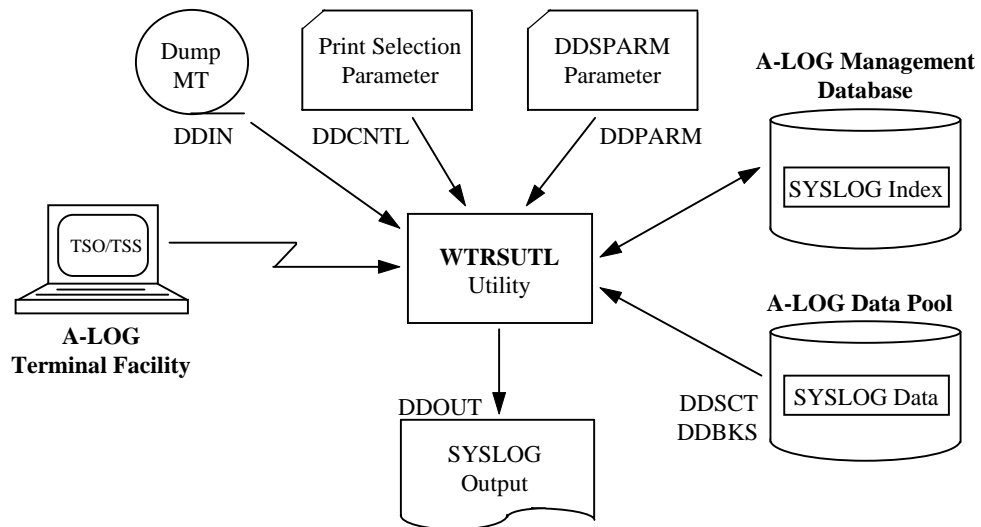 Dump
MT
DDIN
Print Selection
Parameter
DDCNTL
DDSPARM
Parameter
DDPARM
A-LOG Management
Database
SYSLOG Index
TSO/TSS
A-LOG
Terminal Facility
WTRSUTL
Utility
A-LOG Data Pool
SYSLOG Data
DDSCT
DDBKS
DDOUT
SYSLOG
Output